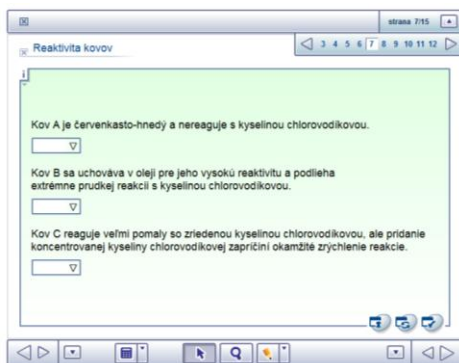 strana 7/15
Reaktivita kovov
3 4 5 6 7 8 9 10 11 12
i
Kov A je červenkasto-hnedý a nereaguje s kyselinou chlorovodíkovou.
Kov B sa uchováva v oleji pre jeho vysokú reaktivitu a podlieha
extrémne prudkej reakcii s kyselinou chlorovodíkovou.
Kov C reaguje veľmi pomaly so zriedenou kyselinou chlorovodíkovou, ale pridanie
koncentrovanej kyseliny chlorovodíkovej zapríčiní okamžité zrýchlenie reakcie.